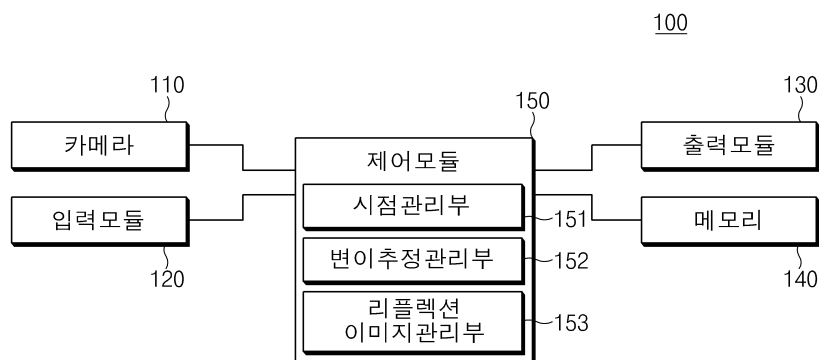 100
110
150
130
카메라
제어모듈
출력모듈
입력모듈
시점관리부
151
메모리
120
변이추정관리부
152
140
리플렉션
이미지관리부
153